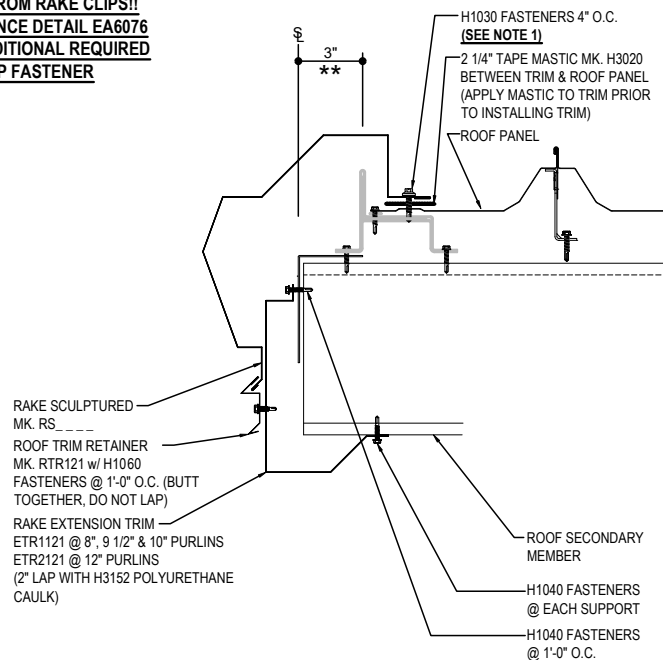 FROM RAKE CLIPS!!
NCE DETAIL EA6076
DITIONAL REQUIRED
P FASTENER
3"
**
H1030 FASTENERS 4" O.C.
(SEE NOTE 1)
2 1/4" TAPE MASTIC MK. H3020
BETWEEN TRIM & ROOF PANEL
(APPLY MASTIC TO TRIM PRIOR
TO INSTALLING TRIM)
ROOF PANEL
RAKE SCULPTURED
MK. RS_ _ _ _
ROOF TRIM RETAINER
MK. RTR121 w/ H1060
FASTENERS @ 1'-0" O.C. (BUTT
TOGETHER, DO NOT LAP)
RAKE EXTENSION TRIM
ETR1121 @ 8", 9 1/2" & 10" PURLINS
ETR2121 @ 12" PURLINS
(2" LAP WITH H3152 POLYURETHANE
CAULK)
ROOF SECONDARY
MEMBER
H1040 FASTENERS
@ EACH SUPPORT
H1040 FASTENERS
@ 1'-0" O.C.